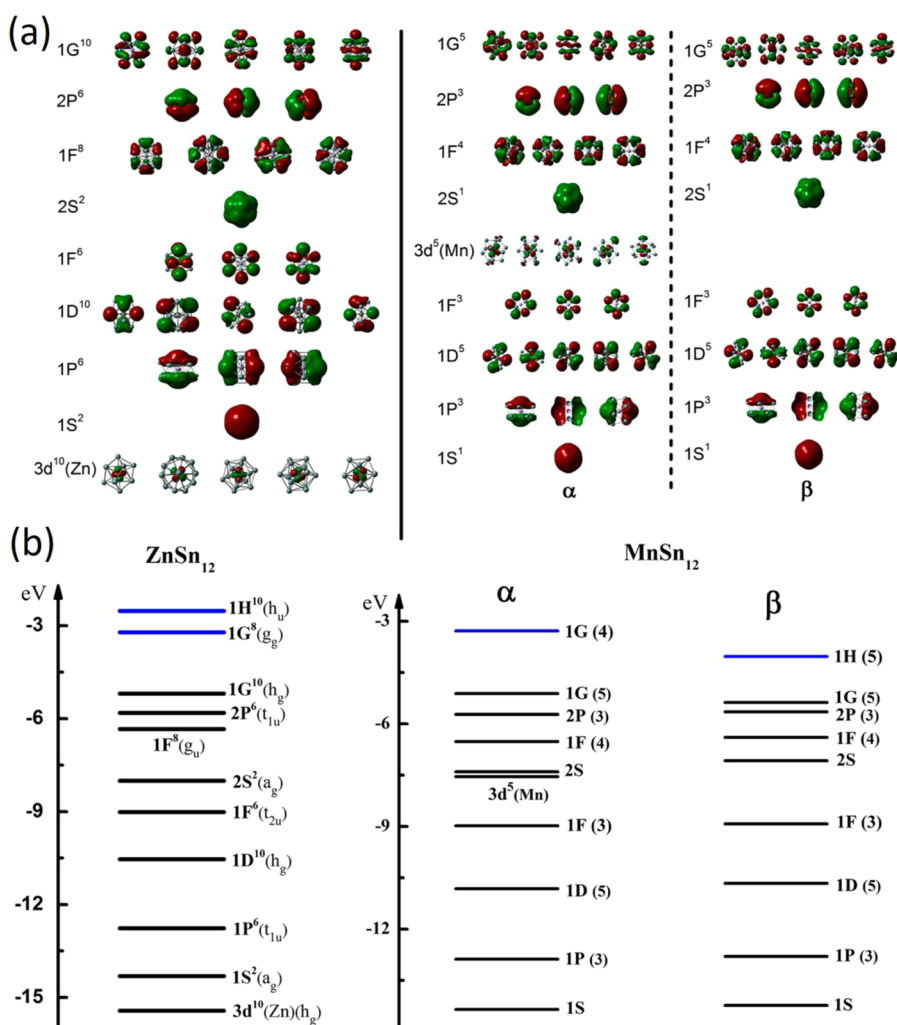 (a)
1G¹⁰
2P⁶
1F⁸
2S²
1F⁶
1D¹⁰
1P⁶
1S²
3d¹⁰(Zn)
1G⁵
2P³
1F⁴
2S¹
3d⁵(Mn)
1F³
1D⁵
1P³
1S¹
α
1G⁵
2P³
1F⁴
2S¹
1F³
1D⁵
1P³
1S¹
β
(b)
ZnSn₁₂
eV
-3
-6
-9
-12
-15
1H¹⁰(hᵤ)
1G⁸(g_g)
1G¹⁰(h_g)
2P⁶(t₁ᵤ)
1F⁸(gᵤ)
2S²(a_g)
1F⁶(t₂ᵤ)
1D¹⁰(h_g)
1P⁶(t₁ᵤ)
1S²(a_g)
3d¹⁰(Zn)(h_g)
MnSn₁₂
eV
-3
-6
-9
-12
α
1G (4)
1G (5)
2P (3)
1F (4)
2S
3d⁵(Mn)
1F (3)
1D (5)
1P (3)
1S
β
1H (5)
1G (5)
2P (3)
1F (4)
2S
1F (3)
1D (5)
1P (3)
1S